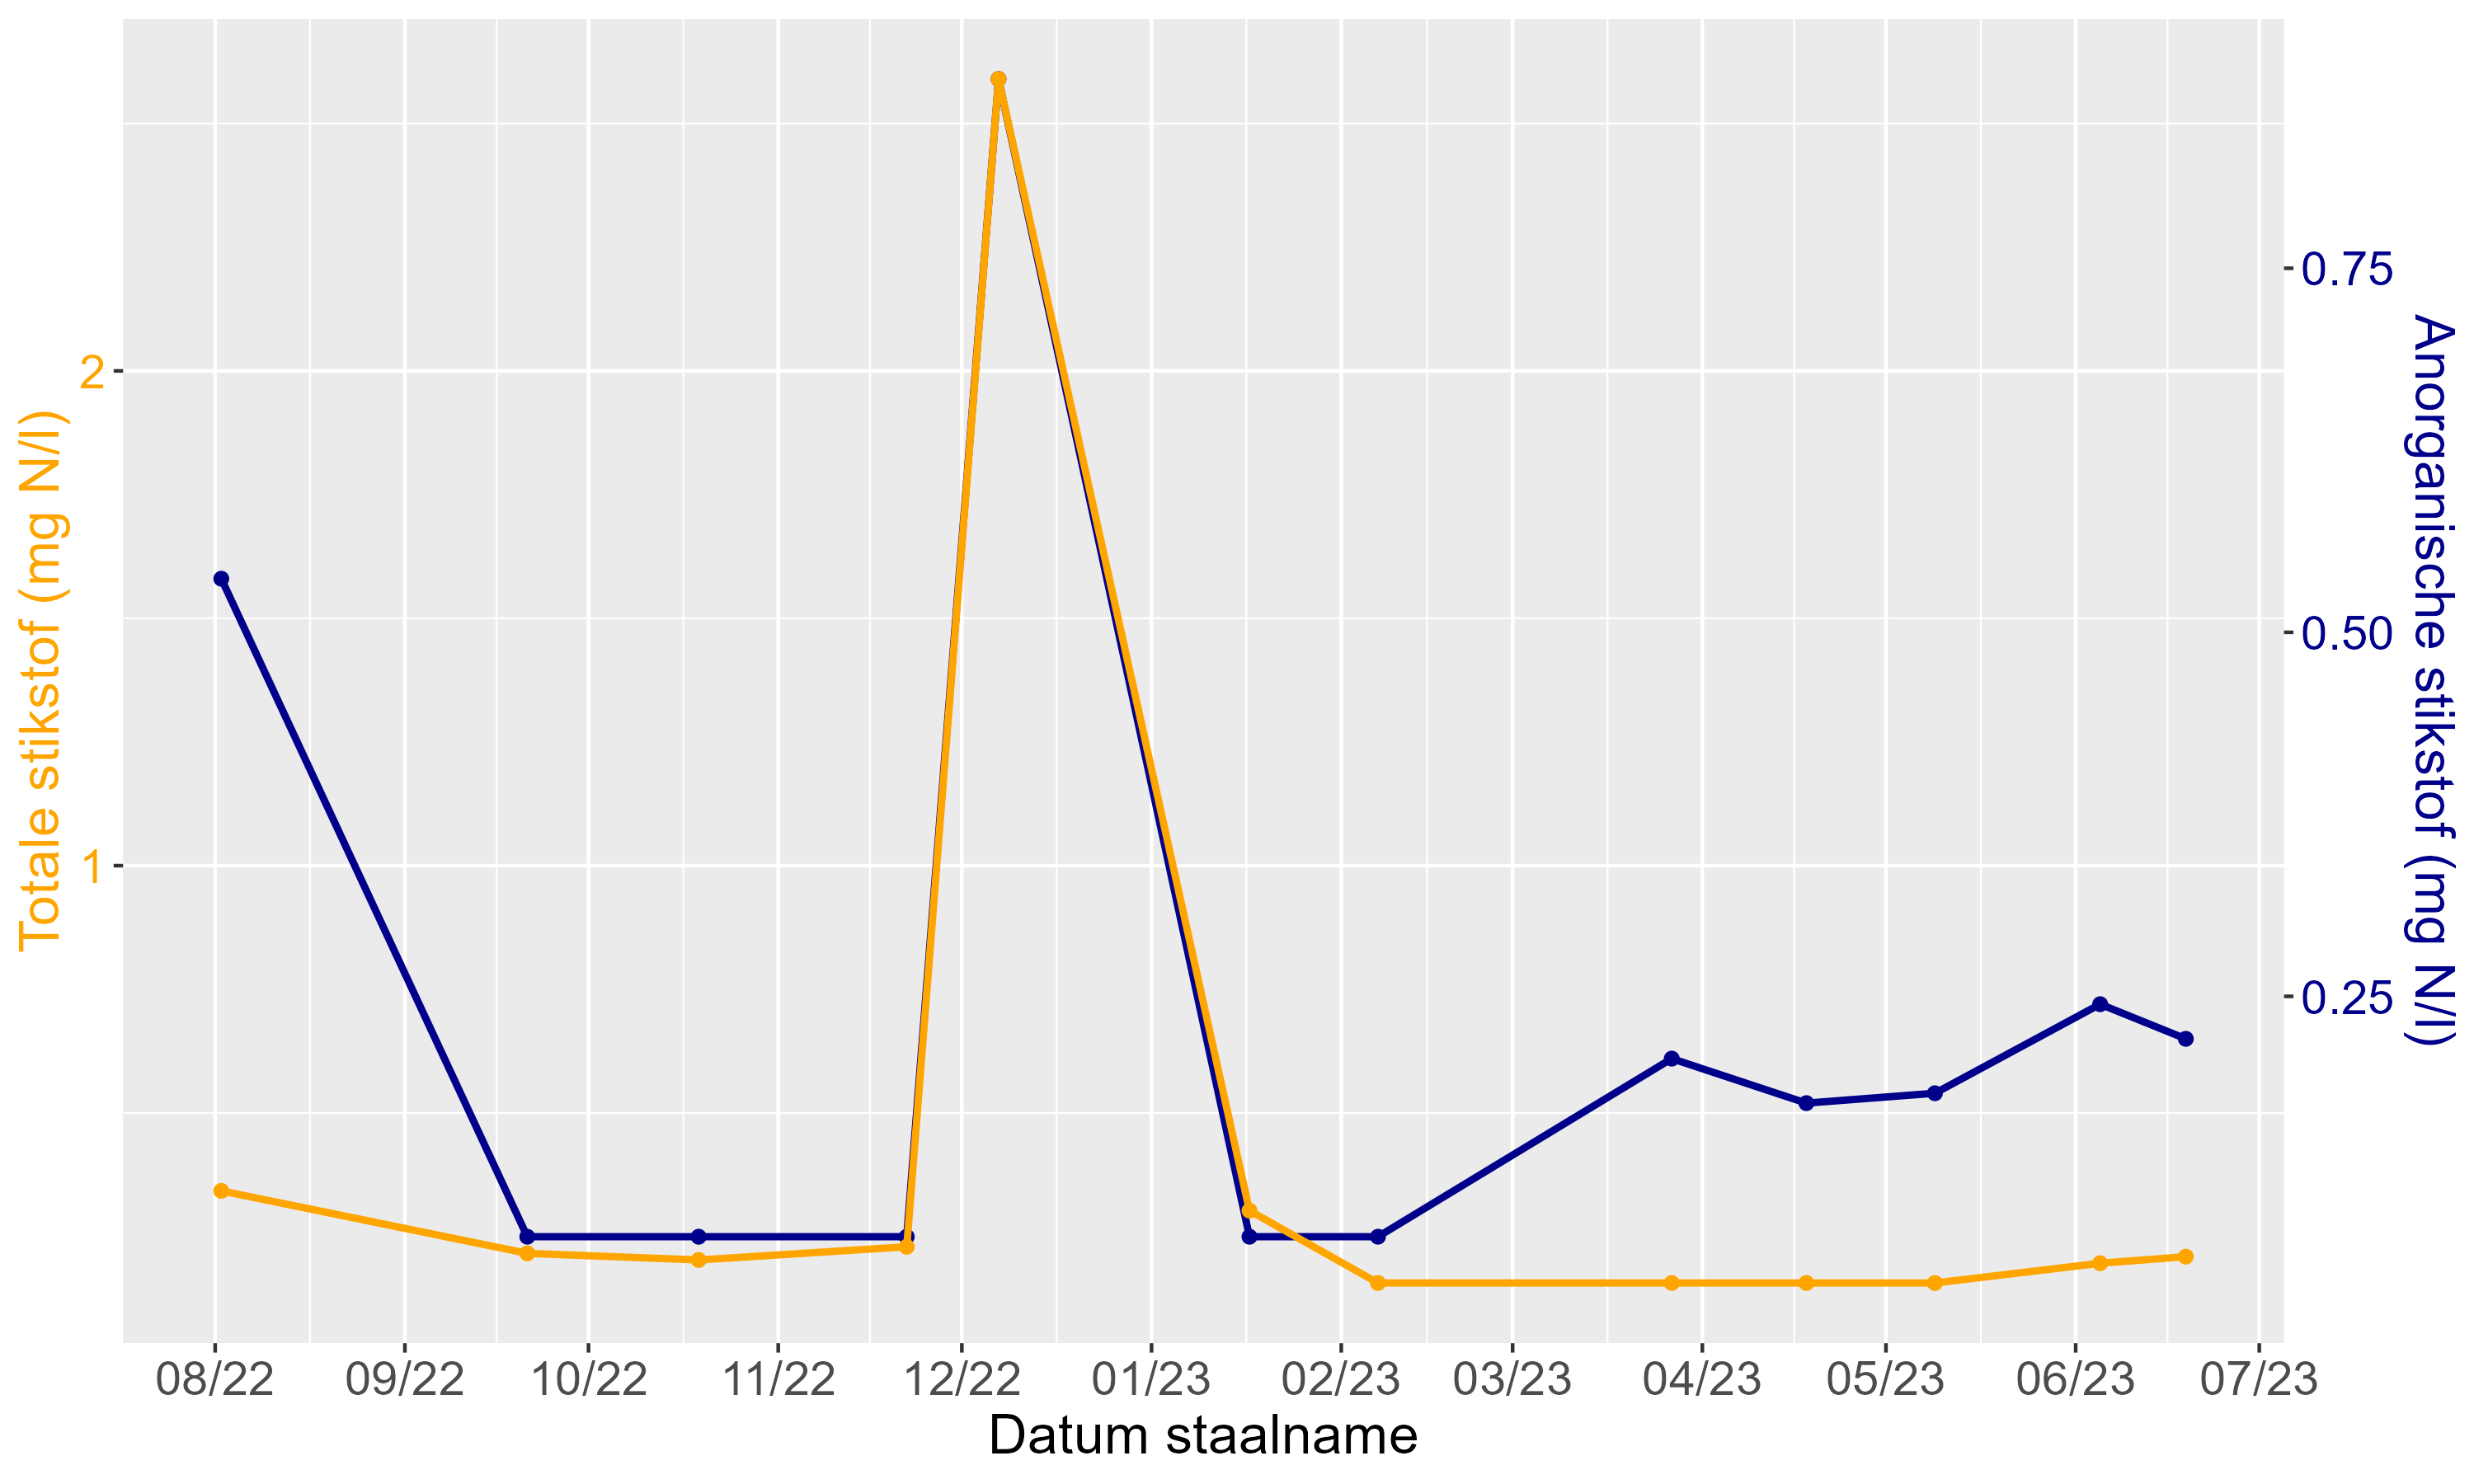 Totale stikstof (mg N/l)
2
1
0.75
0.50
0.25
Anorganische stikstof (mg N/l)
08/22 09/22 10/22 11/22 12/22 01/23 02/23 03/23 04/23 05/23 06/23 07/23
Datum staalname